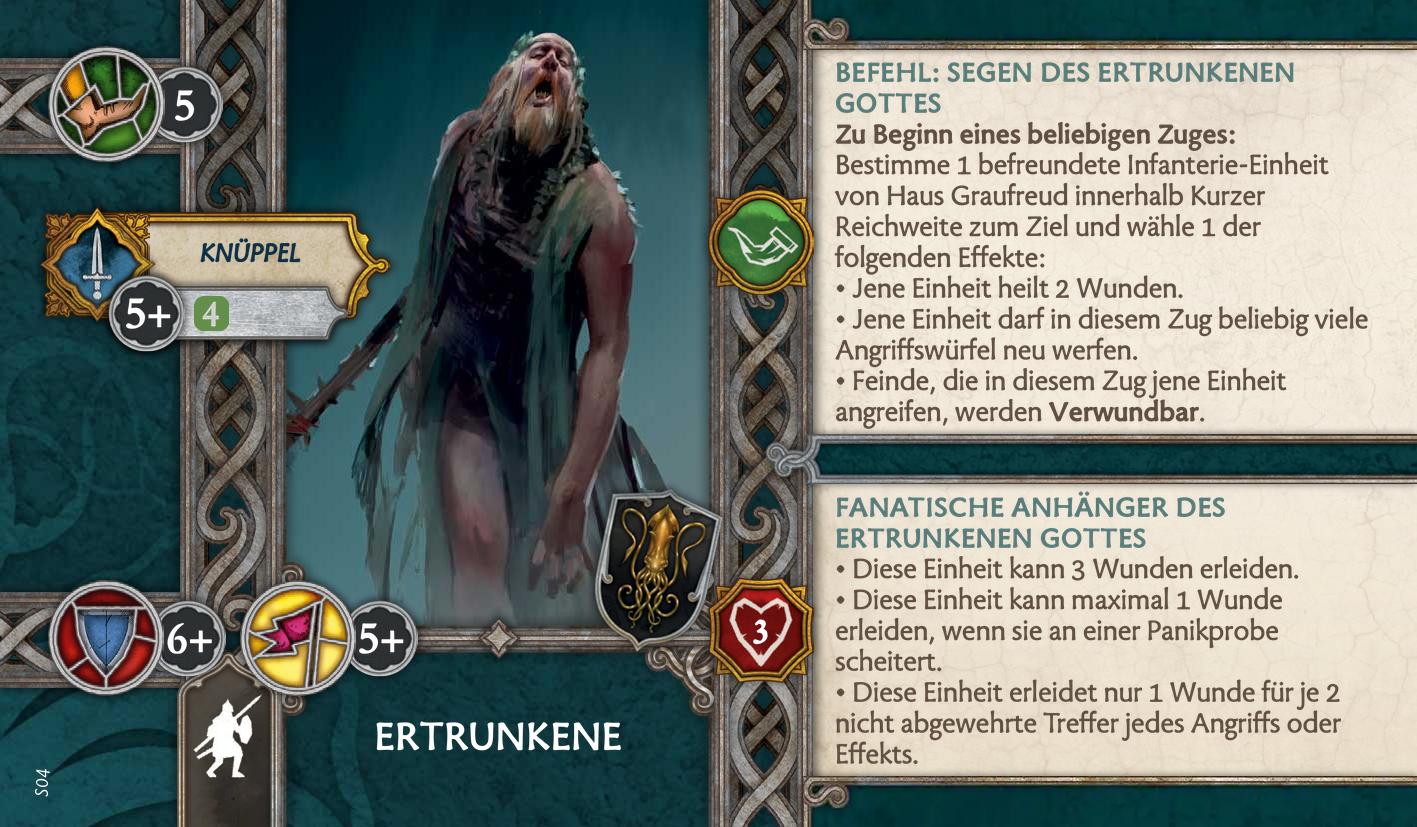 5
KNÜPPEL
5+ 4
6+ 5+
ERTRUNKENE
S04
BEFEHL: SEGEN DES ERTRUNKENEN
GOTTES
Zu Beginn eines beliebigen Zuges:
Bestimme 1 befreundete Infanterie-Einheit
von Haus Graufreud innerhalb Kurzer
Reichweite zum Ziel und wähle 1 der
folgenden Effekte:
• Jene Einheit heilt 2 Wunden.
• Jene Einheit darf in diesem Zug beliebig viele
Angriffswürfel neu werfen.
• Feinde, die in diesem Zug jene Einheit
angreifen, werden Verwundbar.
3
FANATISCHE ANHÄNGER DES
ERTRUNKENEN GOTTES
• Diese Einheit kann 3 Wunden erleiden.
• Diese Einheit kann maximal 1 Wunde
erleiden, wenn sie an einer Panikprobe
scheitert.
• Diese Einheit erleidet nur 1 Wunde für je 2
nicht abgewehrte Treffer jedes Angriffs oder
Effekts.